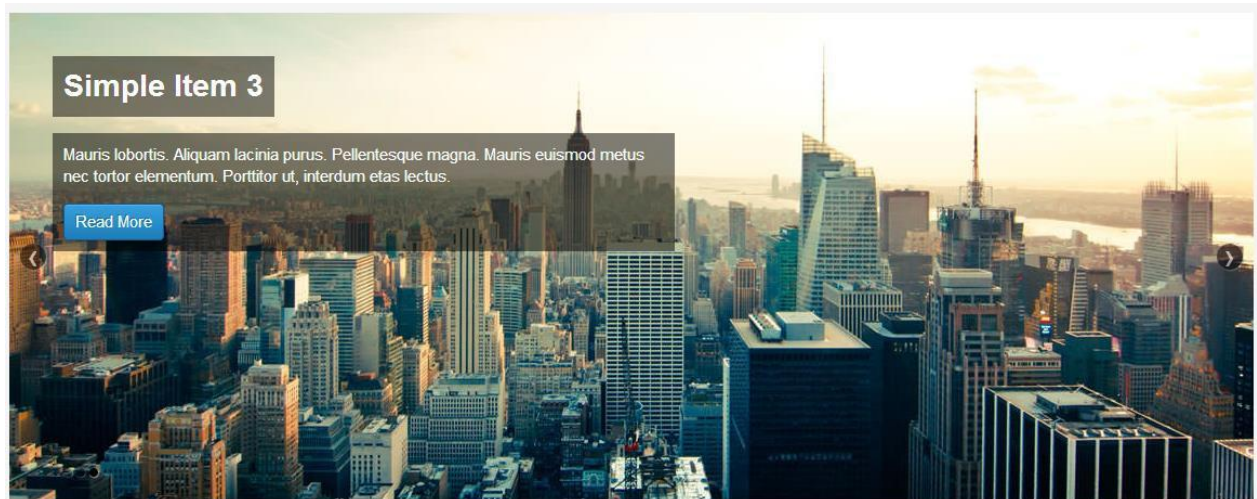 Simple Item 3
Mauris lobortis. Aliquam lacinia purus. Pellentesque magna. Mauris euismod metus
nec tortor elementum. Porttitor ut, interdum etas lectus.
Read More